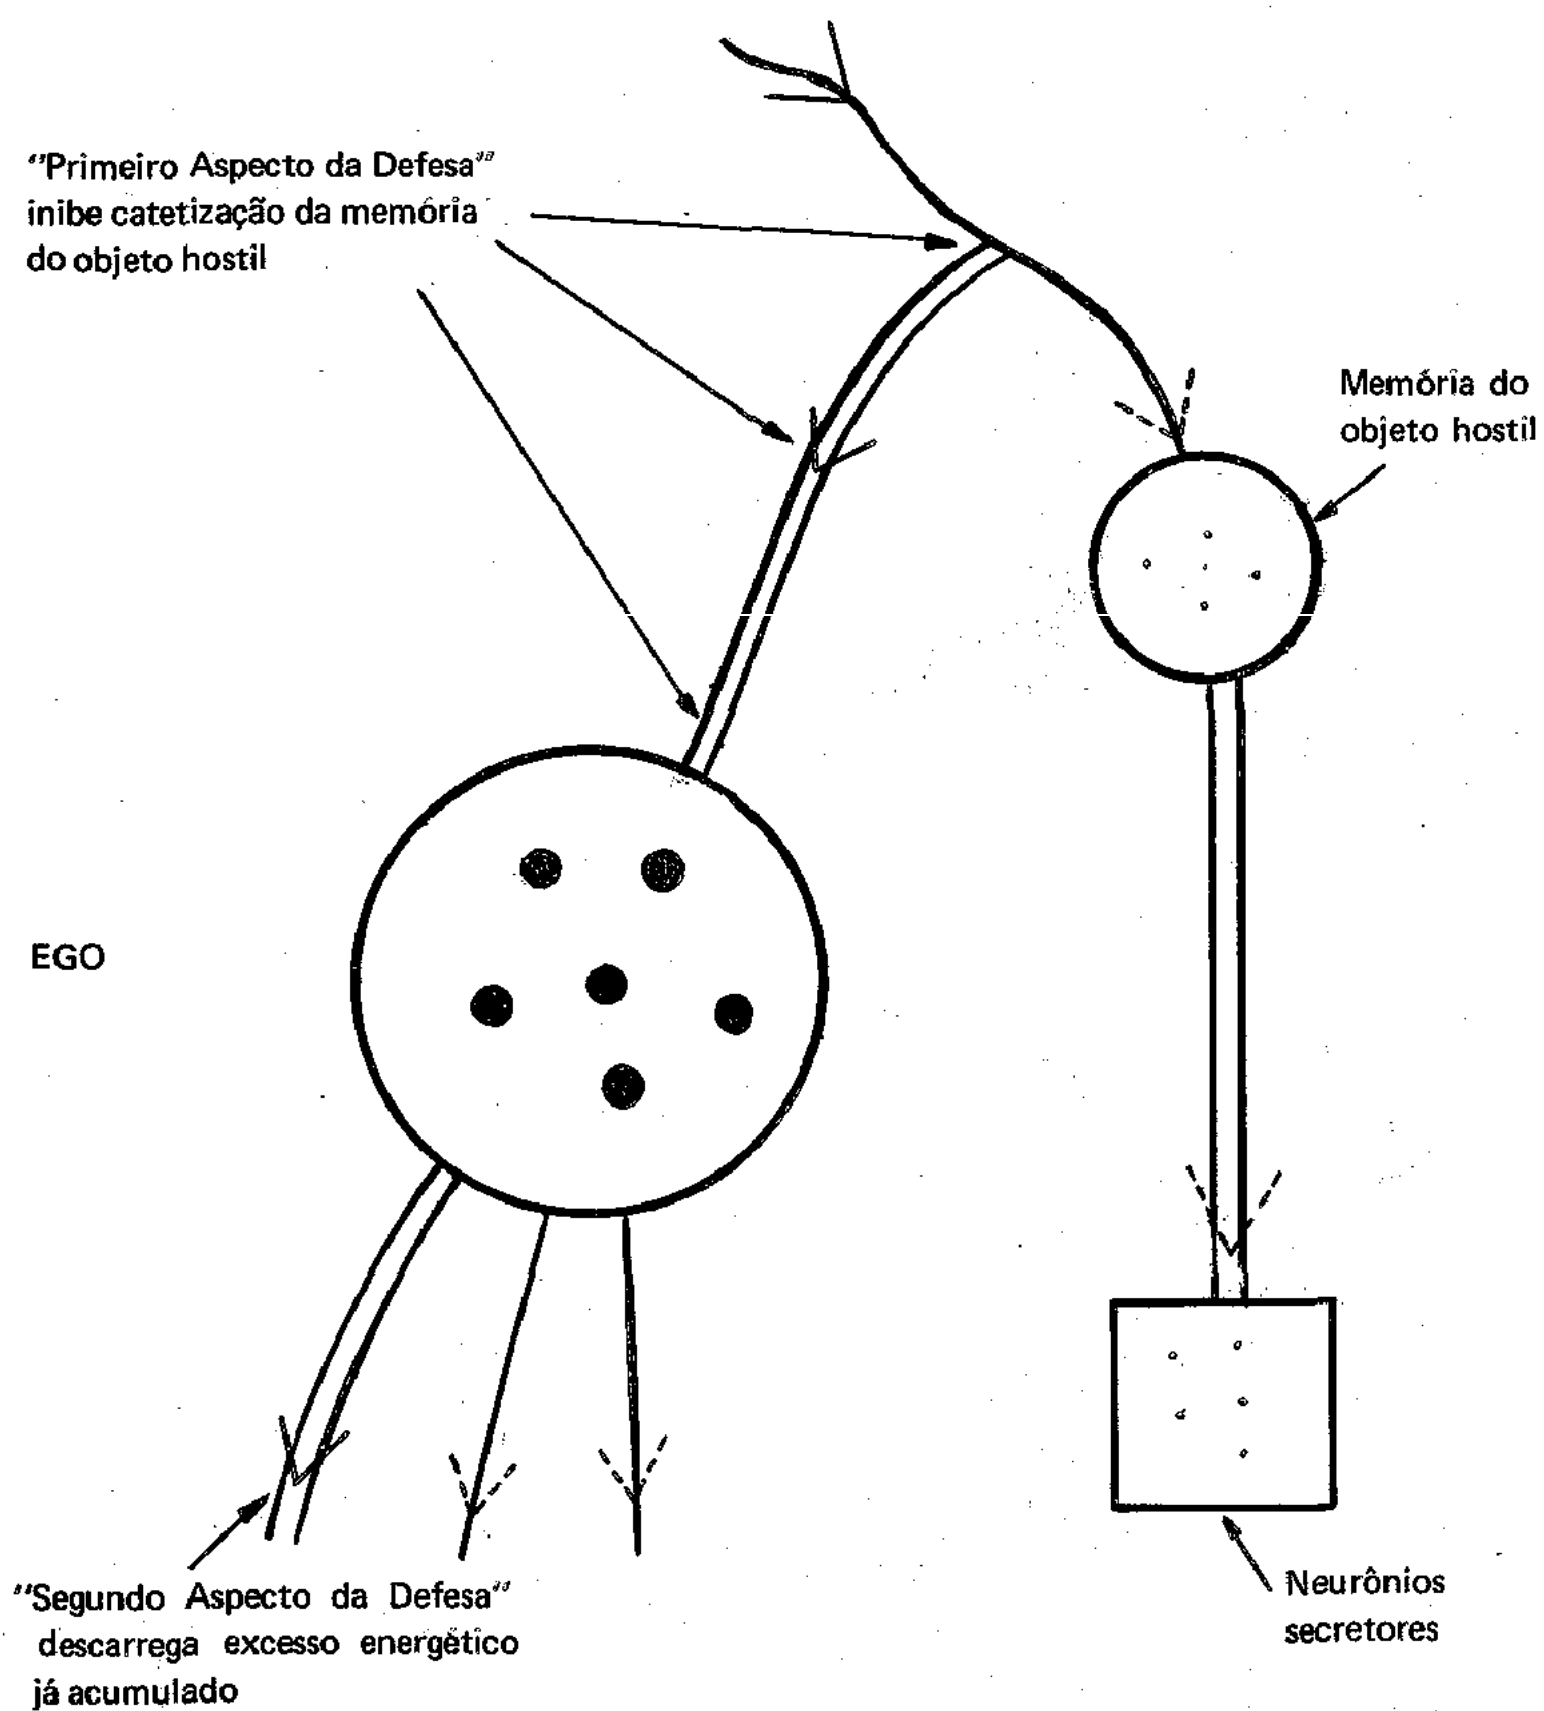 "Primeiro Aspecto da Defesa"
inibe catetização da memória
do objeto hostil
Memória do
objeto hostil
EGO
"Segundo Aspecto da Defesa"
descarrega excesso energético
já acumulado
Neurônios
secretores